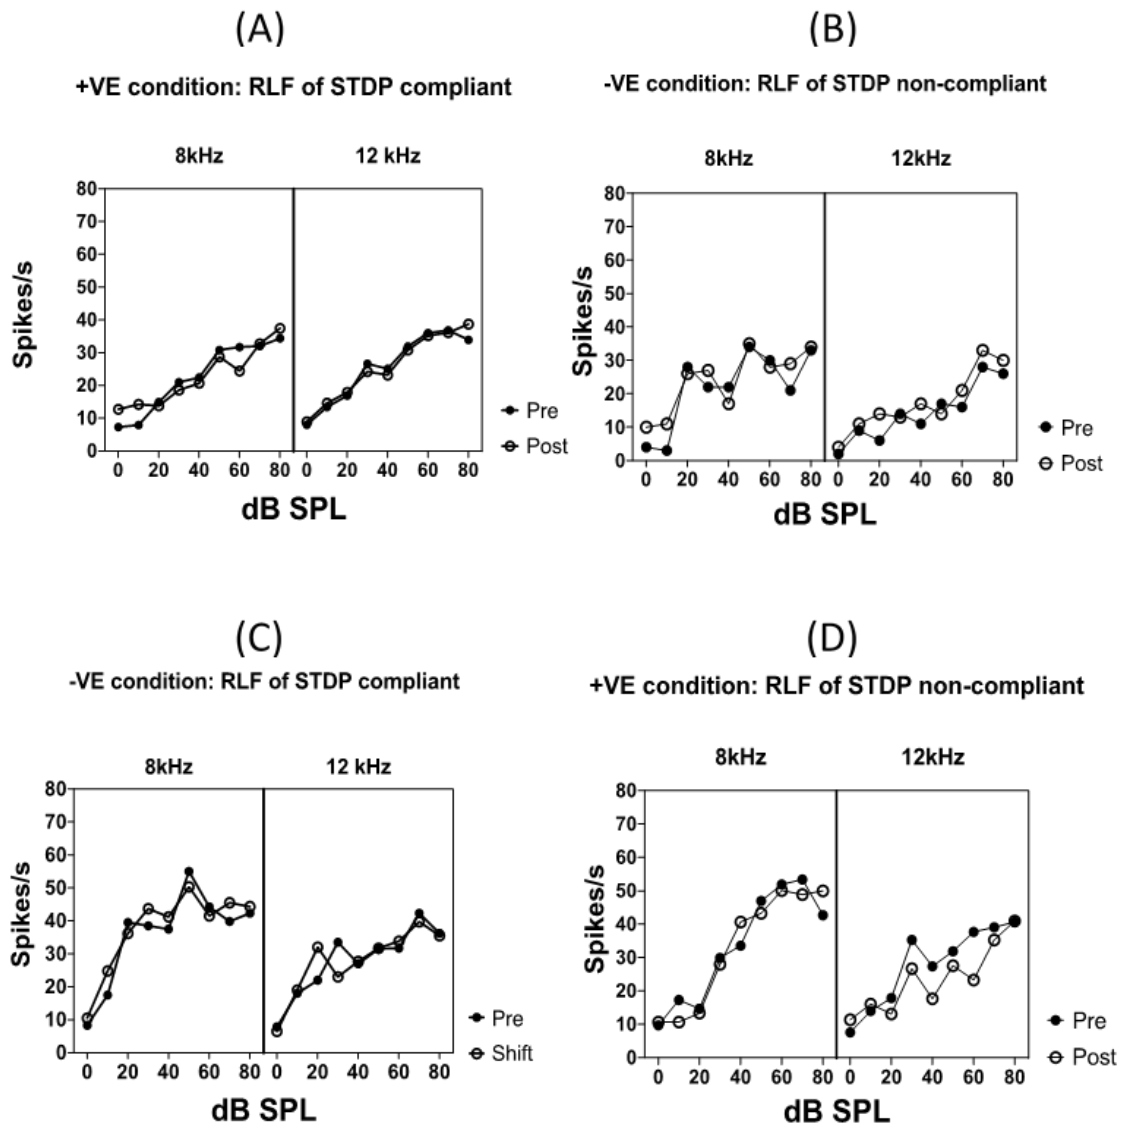 (A)
+VE condition: RLF of STDP compliant
8kHz 12 kHz
80
70
60
50
40
30
20
10
0
Spikes/s
0 20 40 60 80 0 20 40 60 80
dB SPL
Pre
Post
(B)
-VE condition: RLF of STDP non-compliant
8kHz 12kHz
80
70
60
50
40
30
20
10
0
Spikes/s
0 20 40 60 80 0 20 40 60 80
dB SPL
Pre
Post
(C)
-VE condition: RLF of STDP compliant
8kHz 12 kHz
80
70
60
50
40
30
20
10
0
Spikes/s
0 20 40 60 80 0 20 40 60 80
dB SPL
Pre
Shift
(D)
+VE condition: RLF of STDP non-compliant
8kHz 12kHz
80
70
60
50
40
30
20
10
0
Spikes/s
0 20 40 60 80 0 20 40 60 80
dB SPL
Pre
Post